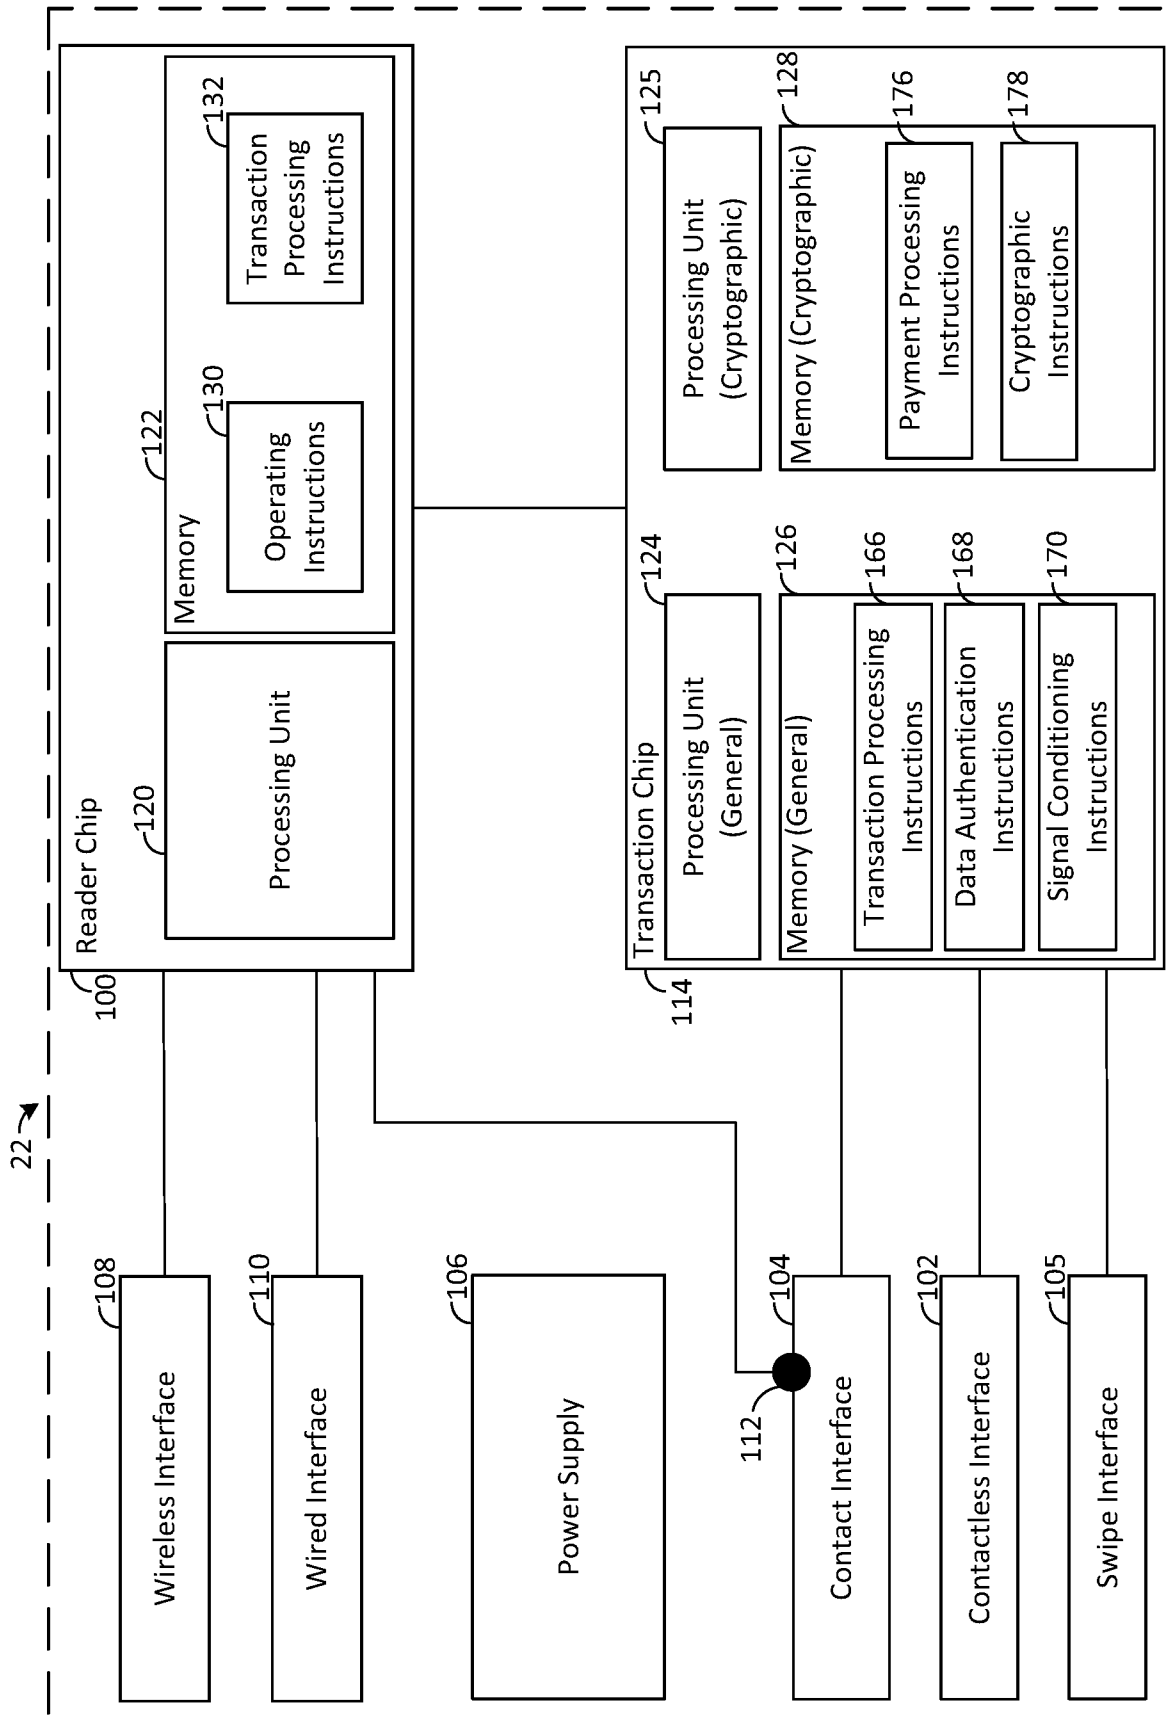 22
100
Reader Chip
120
Processing Unit
122
Memory
130
Operating
Instructions
132
Transaction
Processing
Instructions
108
Wireless Interface
110
Wired Interface
106
Power Supply
112
104
Contact Interface
102
Contactless Interface
105
Swipe Interface
114
Transaction Chip
124
Processing Unit
(General)
126
Memory (General)
166
Transaction Processing
Instructions
168
Data Authentication
Instructions
170
Signal Conditioning
Instructions
125
Processing Unit
(Cryptographic)
128
Memory (Cryptographic)
176
Payment Processing
Instructions
178
Cryptographic
Instructions